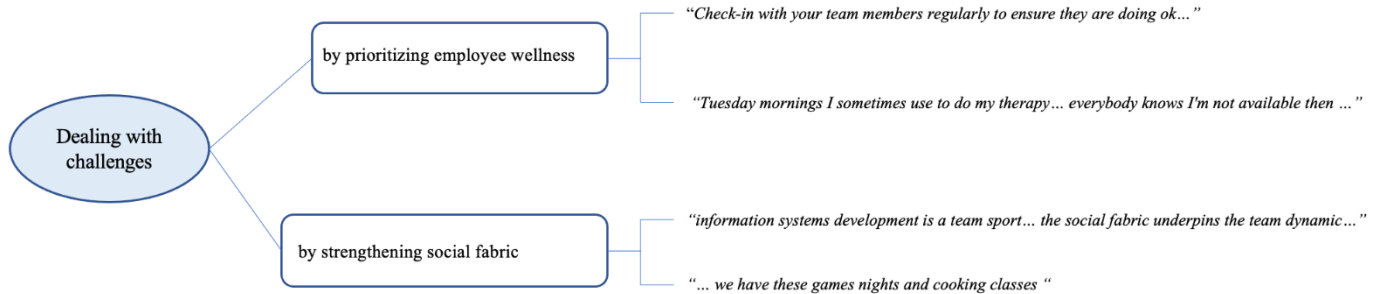 “Check-in with your team members regularly to ensure they are doing ok…”
by prioritizing employee wellness
“Tuesday mornings I sometimes use to do my therapy… everybody knows I'm not available then …”
Dealing with
challenges
“information systems development is a team sport… the social fabric underpins the team dynamic…”
by strengthening social fabric
“… we have these games nights and cooking classes “